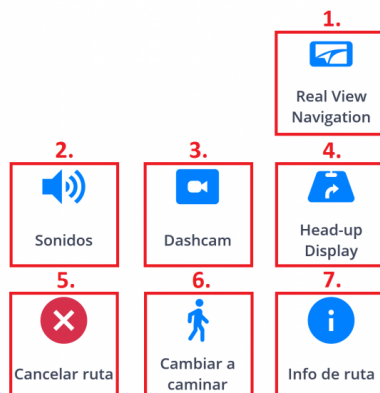 1.
Real View
Navigation
2. 3. 4.
Sonidos Dashcam Head-up
Display
5. 6. 7.
Cancelar ruta Cambiar a
caminar Info de ruta